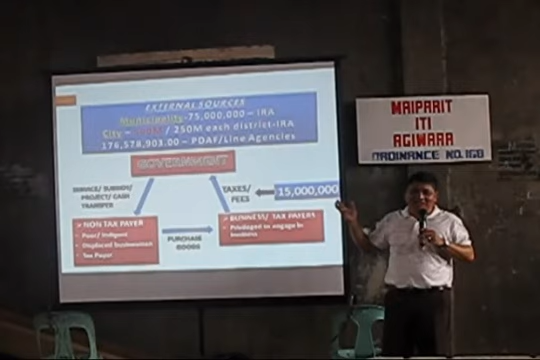 EXTERNAL SOURCES
Municipality-75,000,000 – IRA
City – / 250M each district-IRA
176,578,903.00 – PDAF/Line Agencies
GOVERNMENT
SERVICE/ SUBSIDY/
PROJECT/ CASH
TRANSFER
TAXES/
FEES
15,000,000
NON TAX PAYER
Poor/ Indigent
Displaced businessmen
Tax Payer
PURCHASE
GOODS
BUSINESS/ TAX PAYERS
Privileged to engage in
business
MAIPARIT
ITI
AGIWARA
ORDINANCE NO. 168